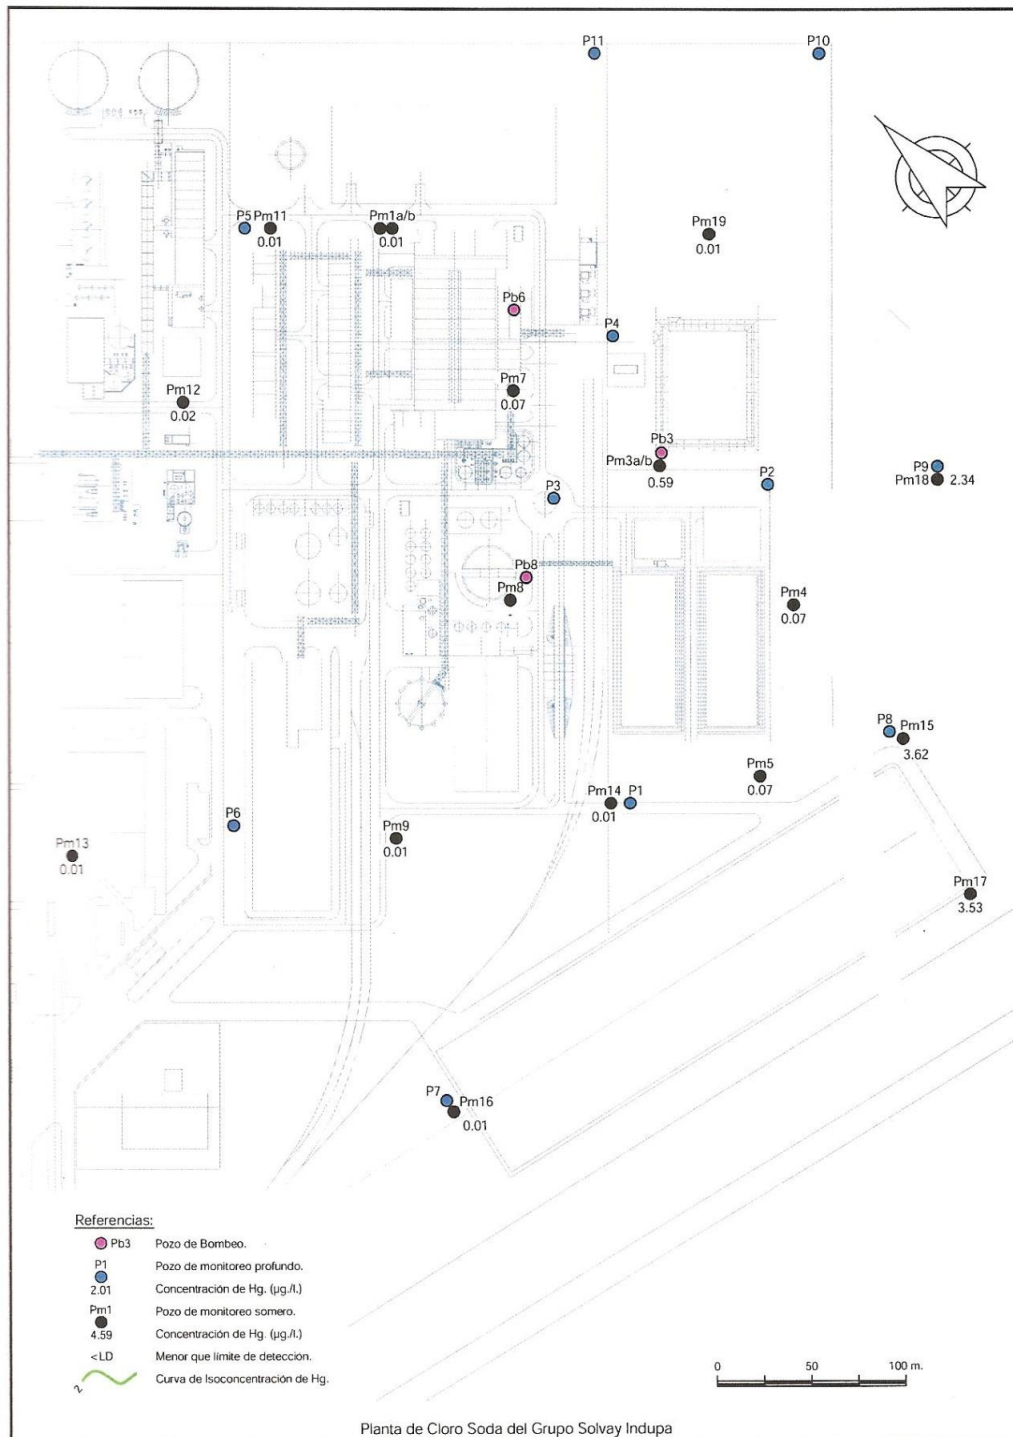 P11
P10
P5
Pm11
0.01
Pm1a/b
0.01
Pm19
0.01
Pb6
P4
Pm7
0.07
Pm12
0.02
Pb3
Pm3a/b
0.59
P2
P9
Pm18
2.34
P3
Pb8
Pm8
Pm4
0.07
P8
Pm15
3.62
Pm5
0.07
Pm14
0.01
P1
P6
Pm9
0.01
Pm13
0.01
Pm17
3.53
P7
Pm16
0.01
Referencias:
Pb3 Pozo de Bombeo.
P1 Pozo de monitoreo profundo.
2.01 Concentración de Hg. (µg./l.)
Pm1 Pozo de monitoreo somero.
4.59 Concentración de Hg. (µg./l.)
<LD Menor que límite de detección.
2 Curva de Isoconcentración de Hg.
0 50 100 m.
Planta de Cloro Soda del Grupo Solvay Indupa